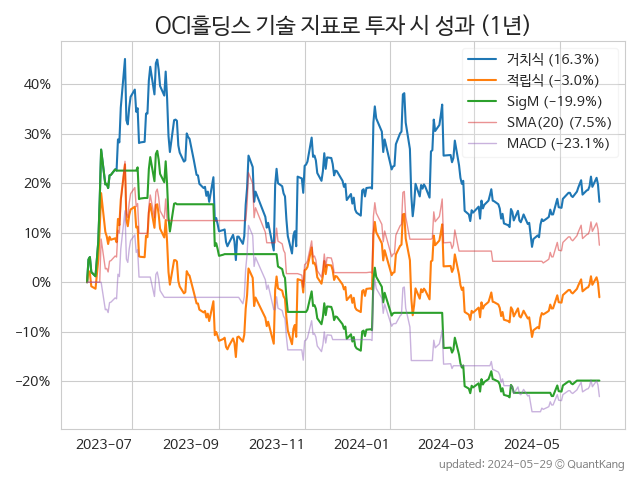 OCI홀딩스 기술 지표로 투자 시 성과 (1년)
거치식 (16.3%)
적립식 (−3.0%)
SigM (−19.9%)
SMA(20) (7.5%)
MACD (−23.1%)
40%
30%
20%
10%
0%
−10%
−20%
2023−07 2023−09 2023−11 2024−01 2024−03 2024−05
updated: 2024−05−29 ⓒ QuantKang